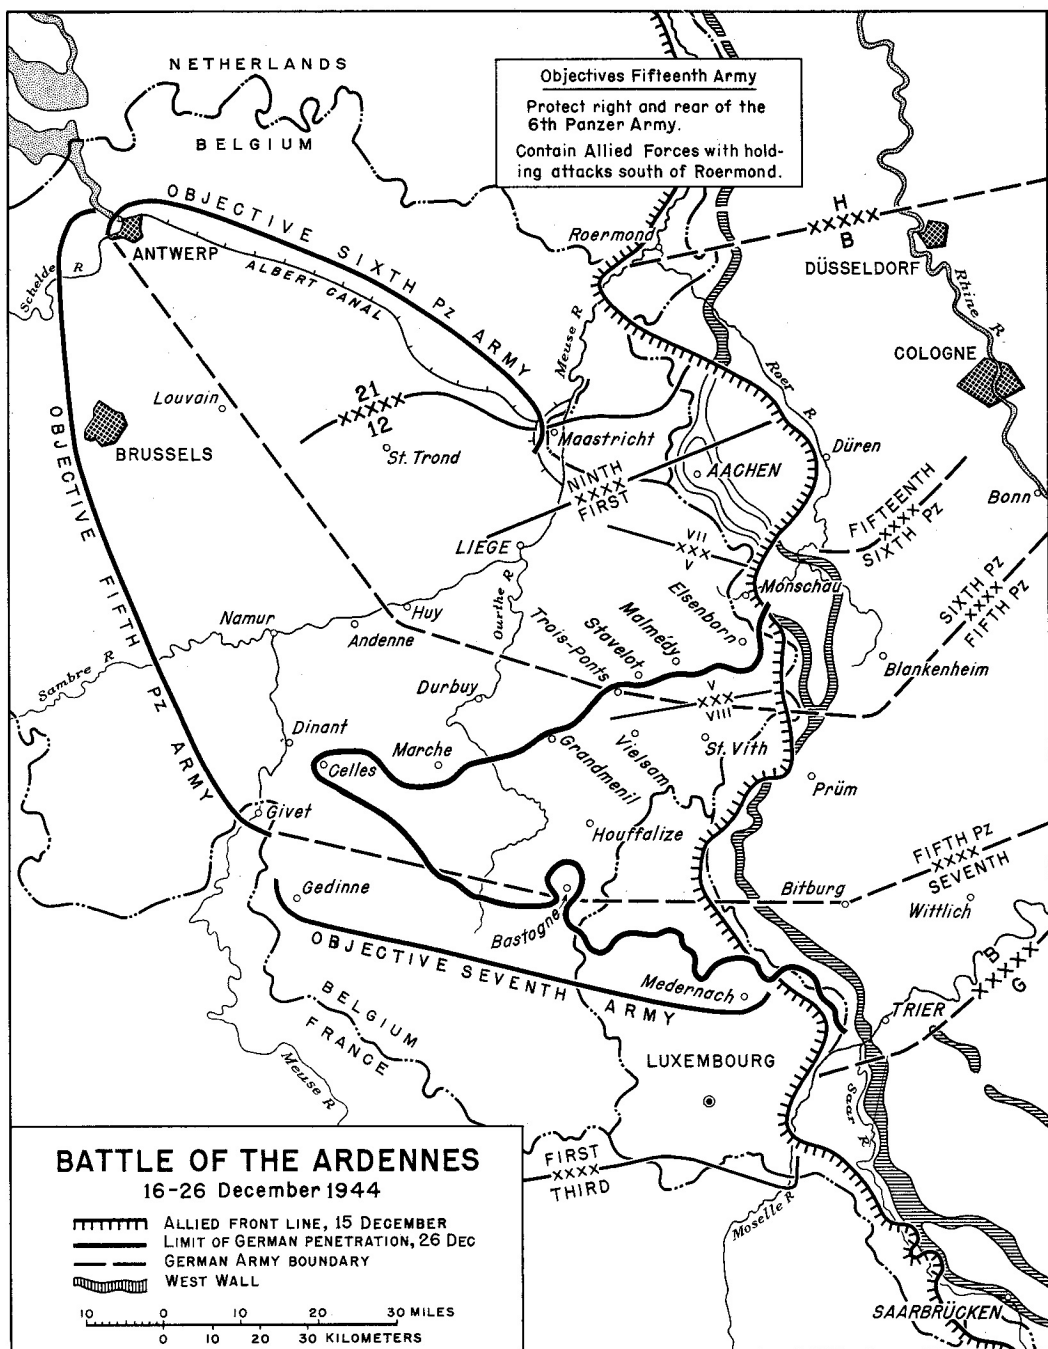 NETHERLANDS
BELGIUM
Objectives Fifteenth Army
Protect right and rear of the
6th Panzer Army.
Contain Allied Forces with hold-
ing attacks south of Roermond.
H
XXXXX
B
OBJECTIVE SIXTH Pz ARMY
Roermond
ANTWERP
ALBERT CANAL
DÜSSELDORF
Schelde R
Rhine R
Meuse R
COLOGNE
Roer R
21
XXXXX
12
Louvain
BRUSSELS
St. Trond
Maastricht
Düren
AACHEN
NINTH
XXXX
FIRST
Bonn
FIFTEENTH
XXXX
SIXTH Pz
OBJECTIVE FIFTH Pz ARMY
VII
XXX
V
LIEGE
Ourthe R
Monschau
Elsenborn
Malmedy
Stavelot
Trois-Ponts
SIXTH Pz
XXXX
FIFTH Pz
Huy
Namur
Andenne
Sambre R
Blankenheim
Durbuy
V
XXX
VIII
Dinant
Marche
Celles
Grandmenil
Vielsam
St. Vith
Prüm
Givet
Houffalize
FIFTH Pz
XXXX
SEVENTH
Gedinne
Bastogne
Bitburg
Wittlich
OBJECTIVE SEVENTH ARMY
B
XXXXX
G
Medernach
BELGIUM
FRANCE
TRIER
LUXEMBOURG
Meuse R
Saar R
FIRST
XXXX
THIRD
Moselle R
SAARBRÜCKEN
BATTLE OF THE ARDENNES
16-26 December 1944
ALLIED FRONT LINE, 15 DECEMBER
LIMIT OF GERMAN PENETRATION, 26 DEC
GERMAN ARMY BOUNDARY
WEST WALL
10 0 10 20 30 MILES
0 10 20 30 KILOMETERS